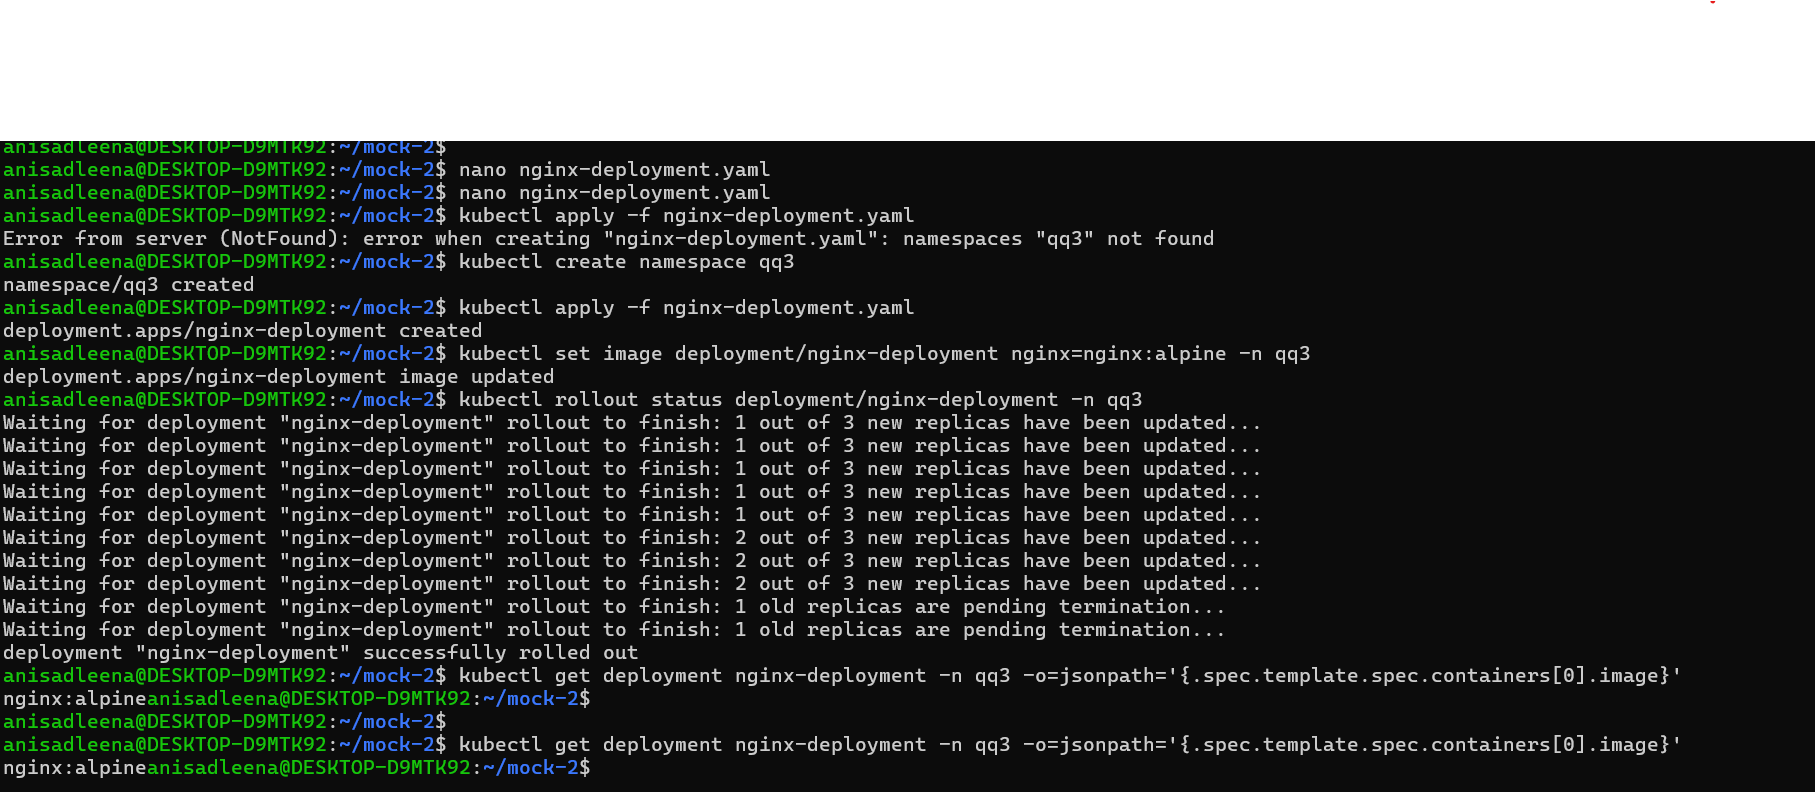 anisadleena@DESKTOP-D9MTK92:~/mock-2$
anisadleena@DESKTOP-D9MTK92:~/mock-2$ nano nginx-deployment.yaml
anisadleena@DESKTOP-D9MTK92:~/mock-2$ nano nginx-deployment.yaml
anisadleena@DESKTOP-D9MTK92:~/mock-2$ kubectl apply -f nginx-deployment.yaml
Error from server (NotFound): error when creating "nginx-deployment.yaml": namespaces "qq3" not found
anisadleena@DESKTOP-D9MTK92:~/mock-2$ kubectl create namespace qq3
namespace/qq3 created
anisadleena@DESKTOP-D9MTK92:~/mock-2$ kubectl apply -f nginx-deployment.yaml
deployment.apps/nginx-deployment created
anisadleena@DESKTOP-D9MTK92:~/mock-2$ kubectl set image deployment/nginx-deployment nginx=nginx:alpine -n qq3
deployment.apps/nginx-deployment image updated
anisadleena@DESKTOP-D9MTK92:~/mock-2$ kubectl rollout status deployment/nginx-deployment -n qq3
Waiting for deployment "nginx-deployment" rollout to finish: 1 out of 3 new replicas have been updated...
Waiting for deployment "nginx-deployment" rollout to finish: 1 out of 3 new replicas have been updated...
Waiting for deployment "nginx-deployment" rollout to finish: 1 out of 3 new replicas have been updated...
Waiting for deployment "nginx-deployment" rollout to finish: 1 out of 3 new replicas have been updated...
Waiting for deployment "nginx-deployment" rollout to finish: 1 out of 3 new replicas have been updated...
Waiting for deployment "nginx-deployment" rollout to finish: 2 out of 3 new replicas have been updated...
Waiting for deployment "nginx-deployment" rollout to finish: 2 out of 3 new replicas have been updated...
Waiting for deployment "nginx-deployment" rollout to finish: 2 out of 3 new replicas have been updated...
Waiting for deployment "nginx-deployment" rollout to finish: 1 old replicas are pending termination...
Waiting for deployment "nginx-deployment" rollout to finish: 1 old replicas are pending termination...
deployment "nginx-deployment" successfully rolled out
anisadleena@DESKTOP-D9MTK92:~/mock-2$ kubectl get deployment nginx-deployment -n qq3 -o=jsonpath='{.spec.template.spec.containers[0].image}'
nginx:alpineanisadleena@DESKTOP-D9MTK92:~/mock-2$
anisadleena@DESKTOP-D9MTK92:~/mock-2$
anisadleena@DESKTOP-D9MTK92:~/mock-2$ kubectl get deployment nginx-deployment -n qq3 -o=jsonpath='{.spec.template.spec.containers[0].image}'
nginx:alpineanisadleena@DESKTOP-D9MTK92:~/mock-2$